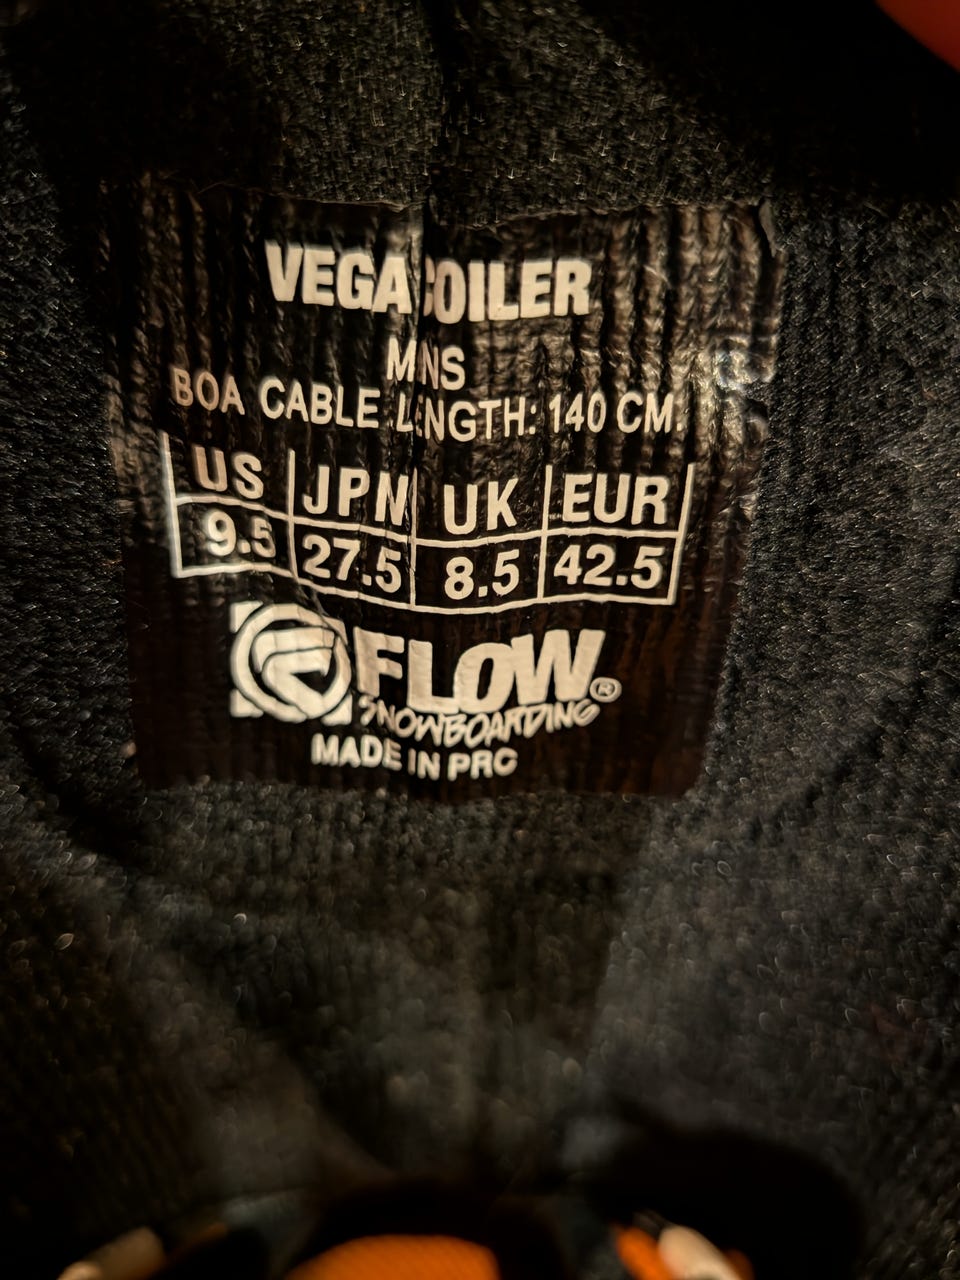 VEGA COILER
MENS
BOA CABLE LENGTH: 140 CM.
US JPN UK EUR
9.5 27.5 8.5 42.5
FLOW®
SNOWBOARDING
MADE IN PRC